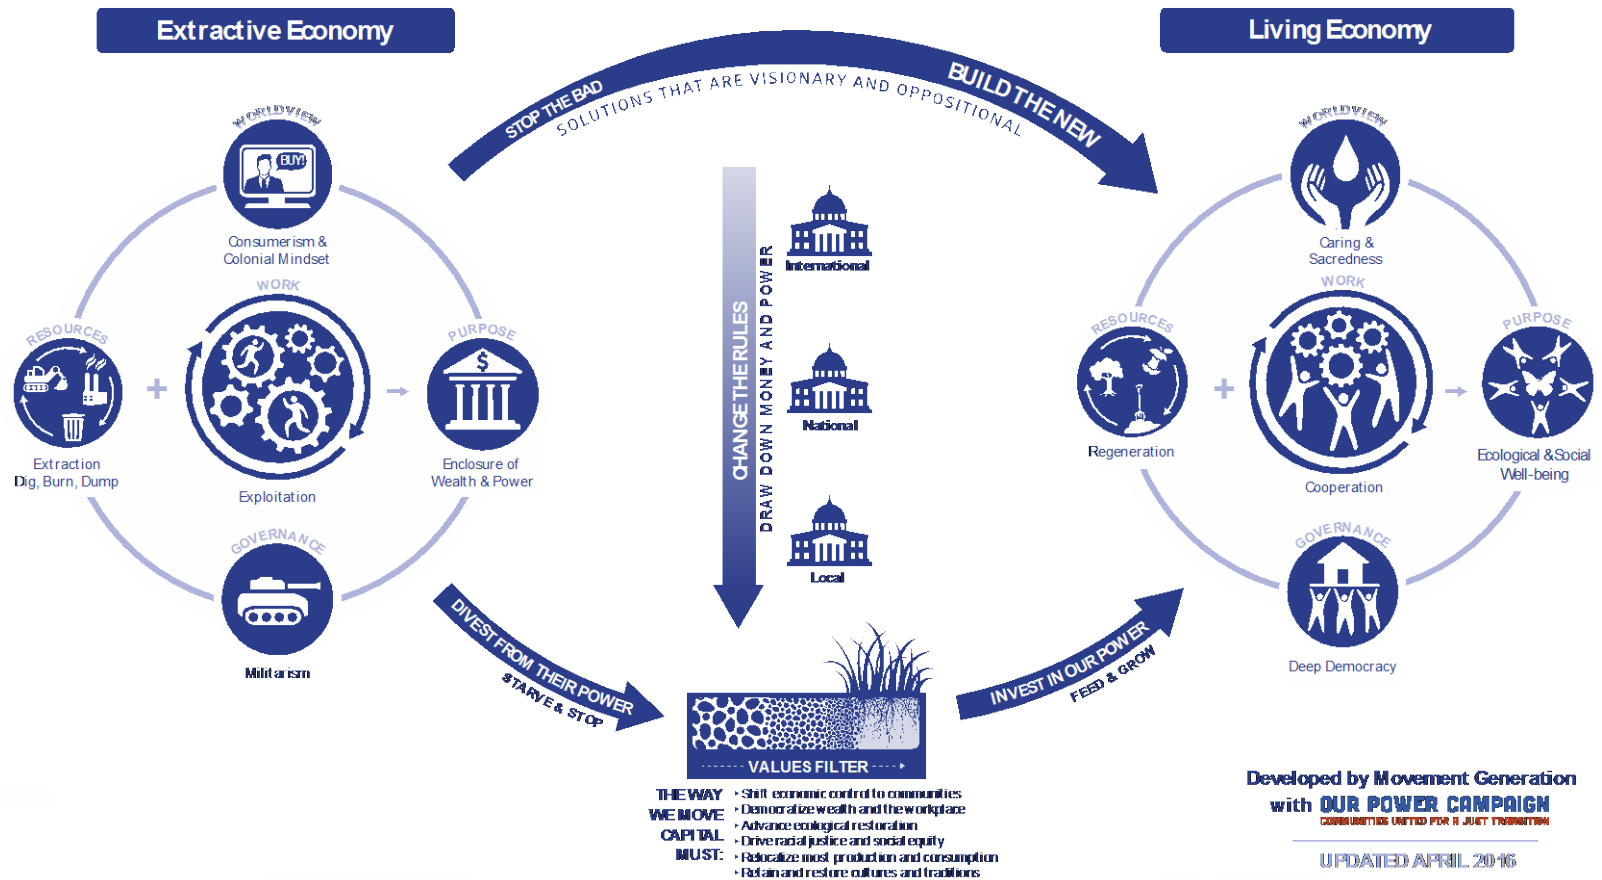 Extractive Economy
Living Economy
STOP THE BAD
BUILD THE NEW
SOLUTIONS THAT ARE VISIONARY AND OPPOSITIONAL
WORLDVIEW
BUY!
Consumerism &
Colonial Mindset
WORK
RESOURCES
PURPOSE
$
+
Extraction
Dig, Burn, Dump
Exploitation
Enclosure of
Wealth & Power
GOVERNANCE
Militarism
CHANGE THE RULES
DRAW DOWN MONEY AND POWER
International
National
Local
WORLDVIEW
Caring &
Sacredness
WORK
RESOURCES
PURPOSE
+
Regeneration
Cooperation
Ecological & Social
Well-being
GOVERNANCE
Deep Democracy
DIVEST FROM THEIR POWER
STARVE & STOP
INVEST IN OUR POWER
FEED & GROW
VALUES FILTER
THE WAY
WE MOVE
CAPITAL
MUST:
‣ Shift economic control to communities
‣ Democratize wealth and the workplace
‣ Advance ecological restoration
‣ Drive racial justice and social equity
‣ Relocalize most production and consumption
‣ Retain and restore cultures and traditions
Developed by Movement Generation
with OUR POWER CAMPAIGN
COMMUNITIES UNITED FOR A JUST TRANSITION
UPDATED APRIL 2016